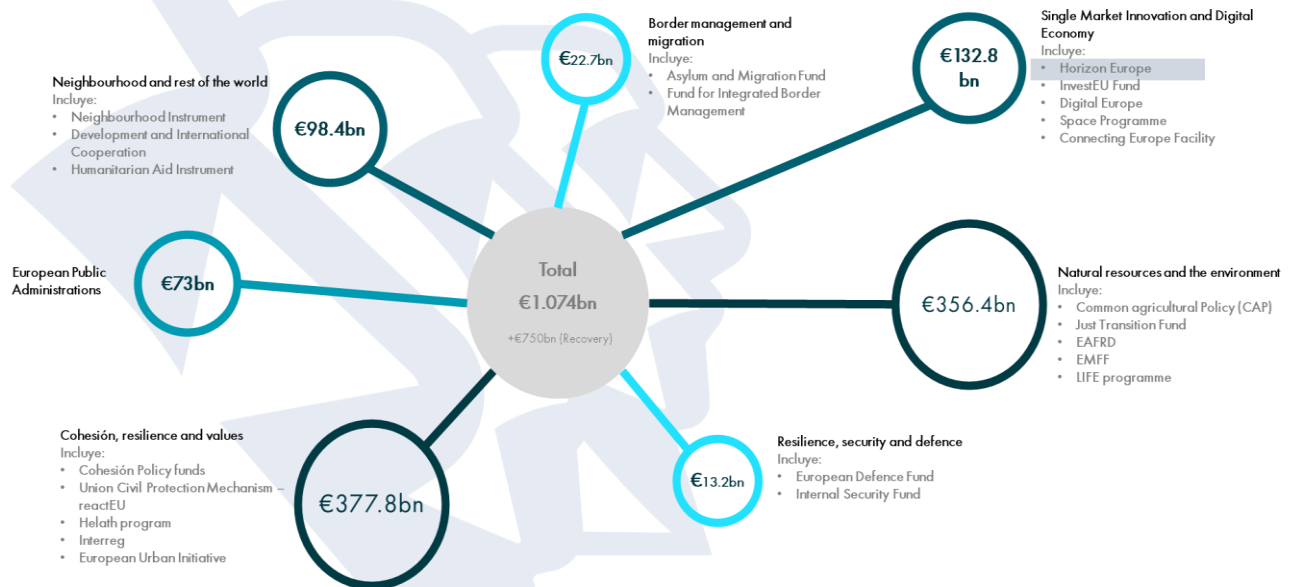 Border management and
migration
Incluye:
• Asylum and Migration Fund
• Fund for Integrated Border
Management
€22.7bn
Single Market Innovation and Digital
Economy
Incluye:
• Horizon Europe
• InvestEU Fund
• Digital Europe
• Space Programme
• Connecting Europe Facility
€132.8
bn
Neighbourhood and rest of the world
Incluye:
• Neighbourhood Instrument
• Development and International
Cooperation
• Humanitarian Aid Instrument
€98.4bn
European Public
Administrations
€73bn
Total
€1.074bn
+€750bn (Recovery)
€356.4bn
Natural resources and the environment
Incluye:
• Common agricultural Policy (CAP)
• Just Transition Fund
• EAFRD
• EMFF
• LIFE programme
Cohesión, resilience and values
Incluye:
• Cohesión Policy funds
• Union Civil Protection Mechanism –
reactEU
• Helath program
• Interreg
• European Urban Initiative
€377.8bn
€13.2bn
Resilience, security and defence
Incluye:
• European Defence Fund
• Internal Security Fund